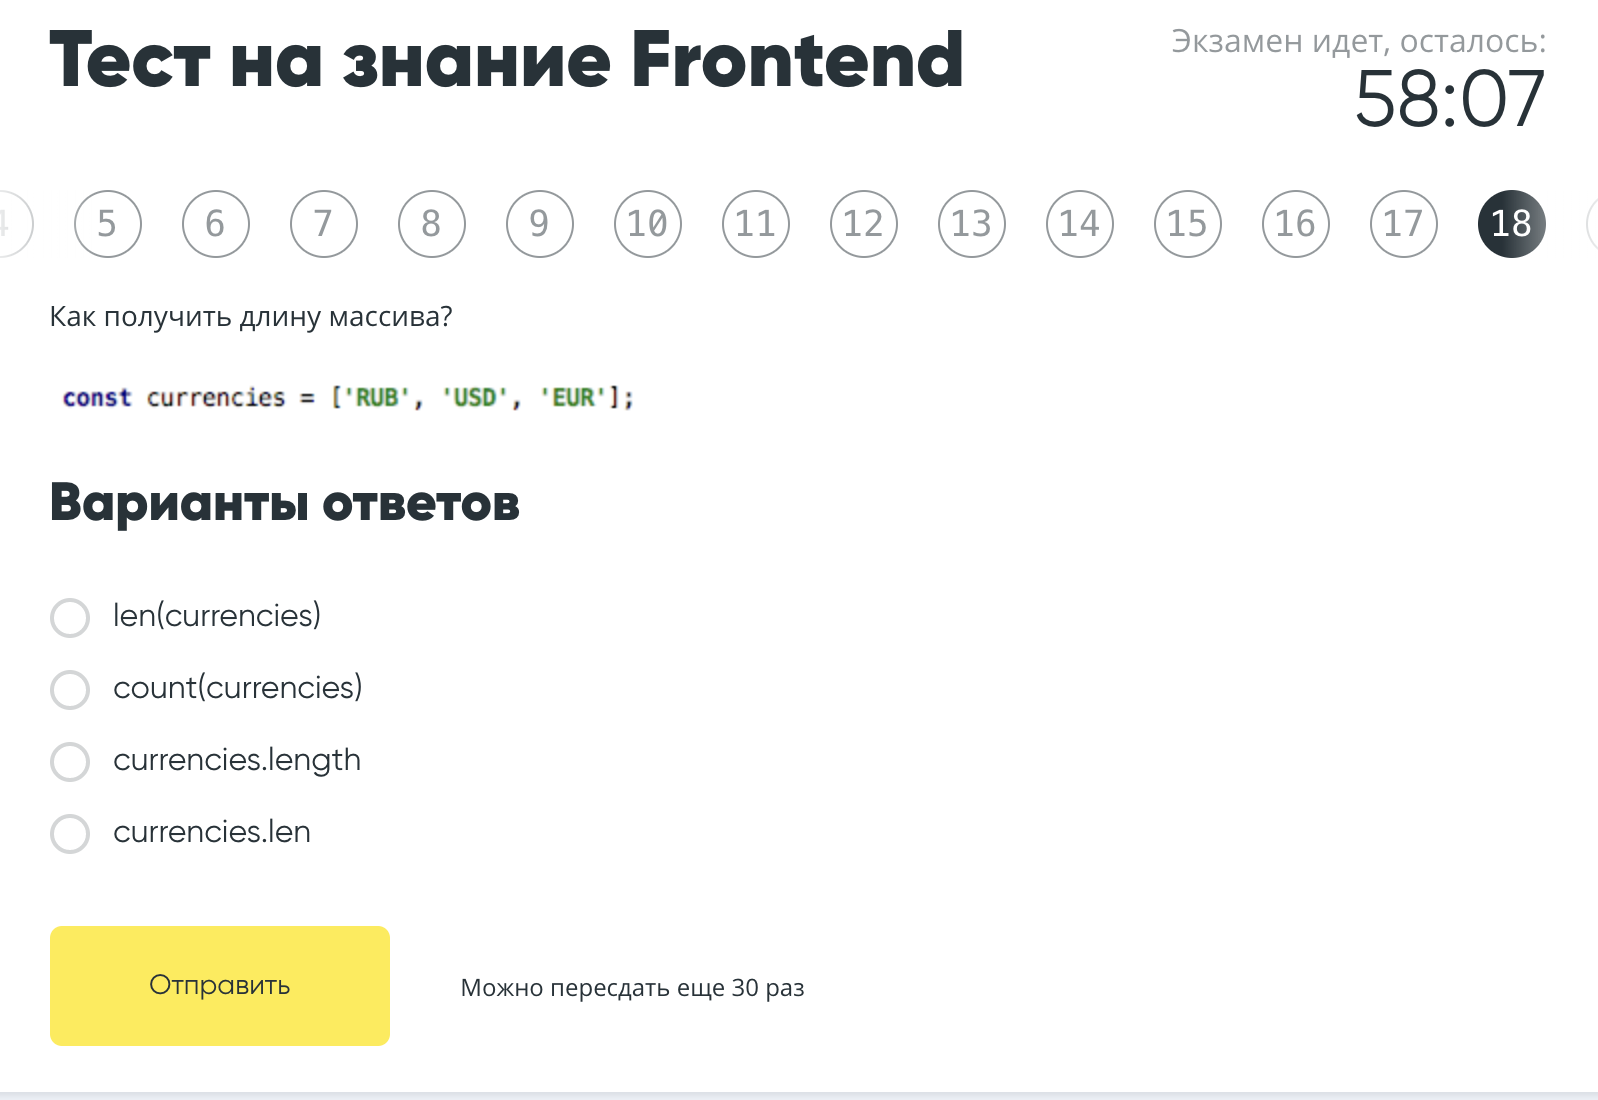 Тест на знание Frontend
Экзамен идет, осталось:
58:07
4 5 6 7 8 9 10 11 12 13 14 15 16 17 18
Как получить длину массива?
const currencies = ['RUB', 'USD', 'EUR'];
Варианты ответов
len(currencies)
count(currencies)
currencies.length
currencies.len
Отправить
Можно пересдать еще 30 раз